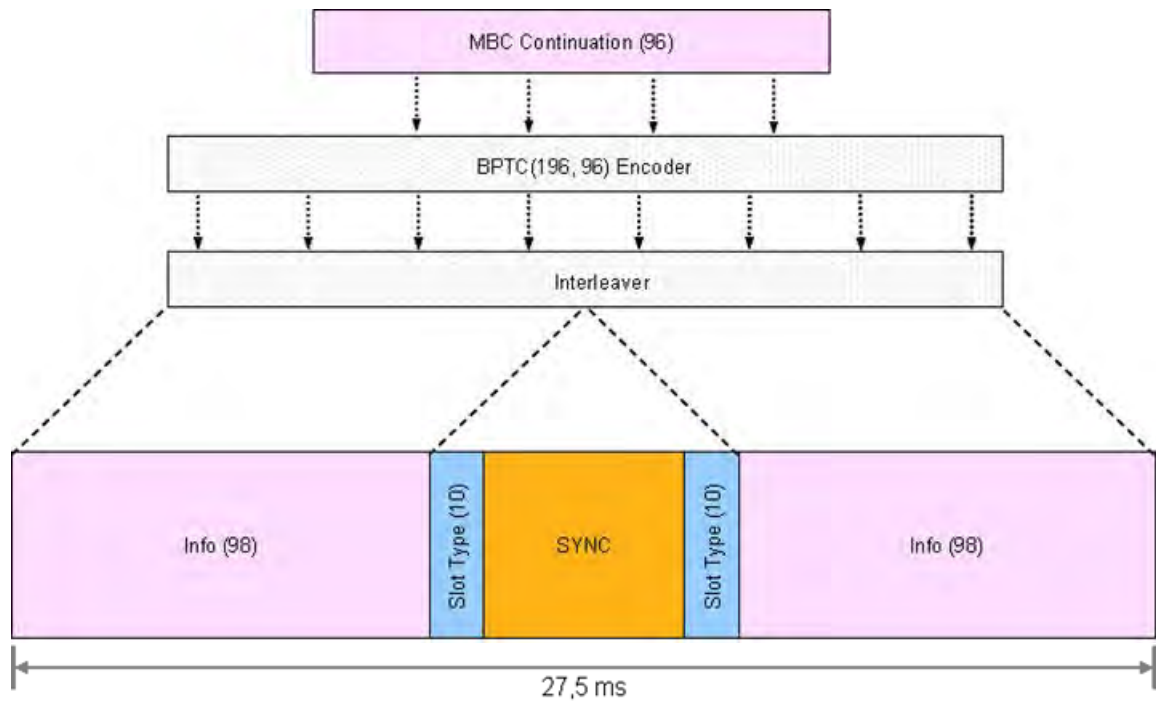 MBC Continuation (96)
BPTC(196, 96) Encoder
Interleaver
Info (98)
Slot Type (10)
SYNC
Slot Type (10)
Info (98)
27,5 ms